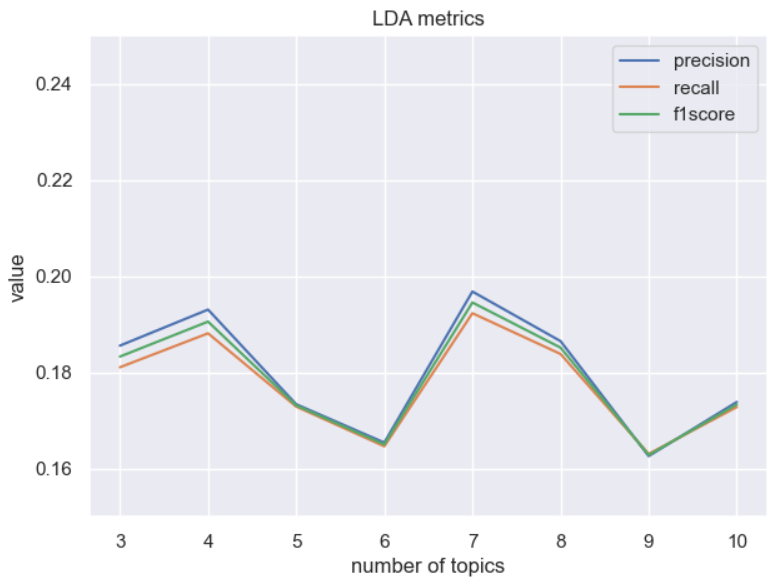 LDA metrics
precision
recall
f1score
0.24
0.22
0.20
0.18
0.16
value
3 4 5 6 7 8 9 10
number of topics